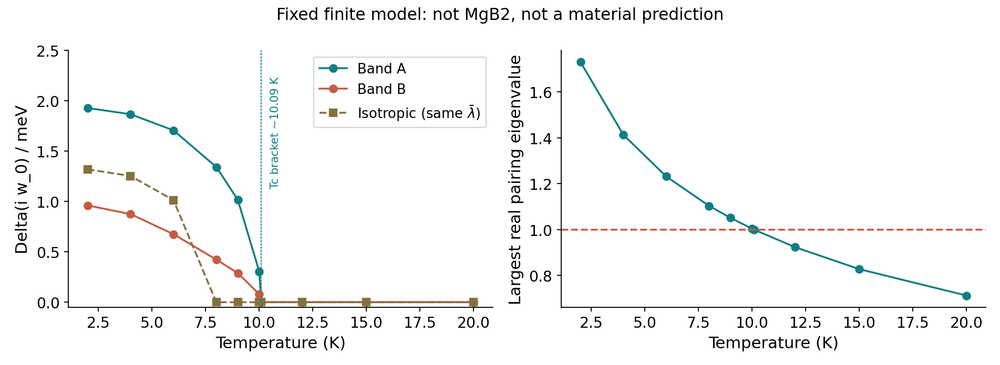 Fixed finite model: not MgB2, not a material prediction
Delta(i w_0) / meV
2.5
2.0
1.5
1.0
0.5
0.0
Tc bracket ~10.09 K
Band A
Band B
Isotropic (same λ̄)
2.5 5.0 7.5 10.0 12.5 15.0 17.5 20.0
Temperature (K)
Largest real pairing eigenvalue
1.6
1.4
1.2
1.0
0.8
2.5 5.0 7.5 10.0 12.5 15.0 17.5 20.0
Temperature (K)